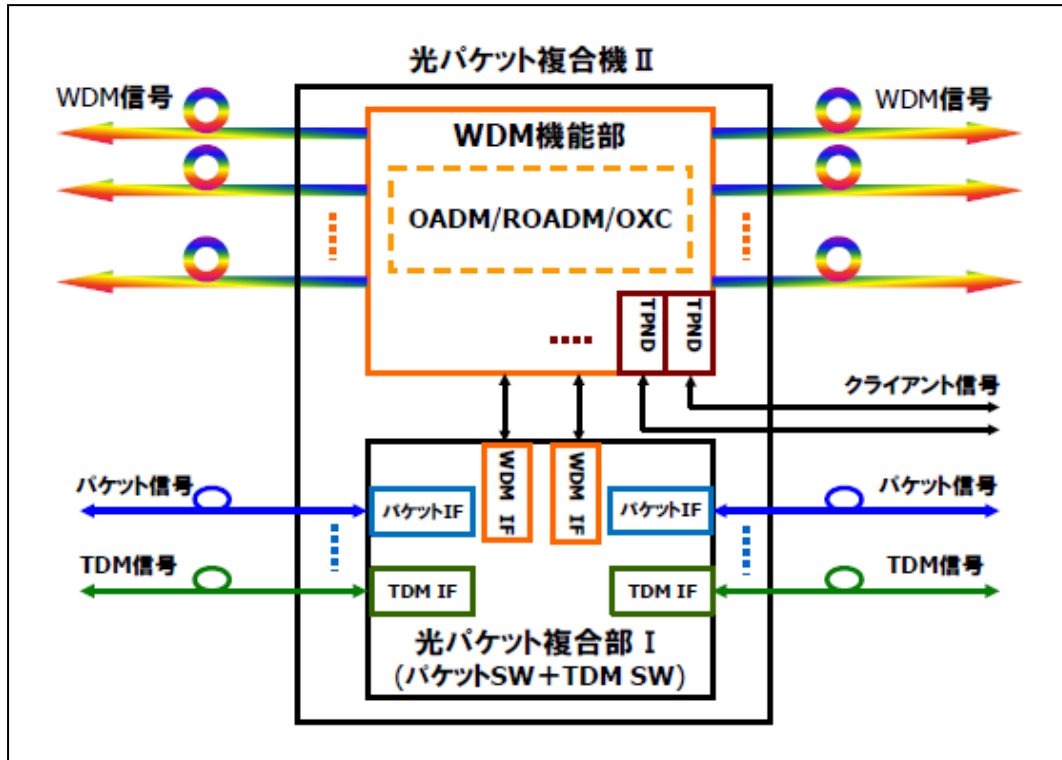 光パケット複合機Ⅱ
WDM信号
WDM信号
WDM機能部
OADM/ROADM/OXC
TPND
TPND
クライアント信号
WDM IF
WDM IF
パケット信号
パケット信号
パケットIF
パケットIF
TDM信号
TDM信号
TDM IF
TDM IF
光パケット複合部Ⅰ
(パケットSW+TDM SW)